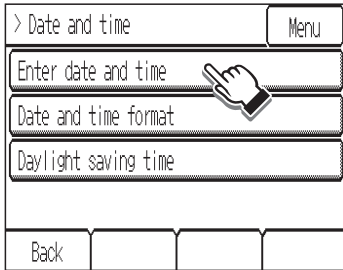 > Date and time
Menu
Enter date and time
Date and time format
Daylight saving time
Back